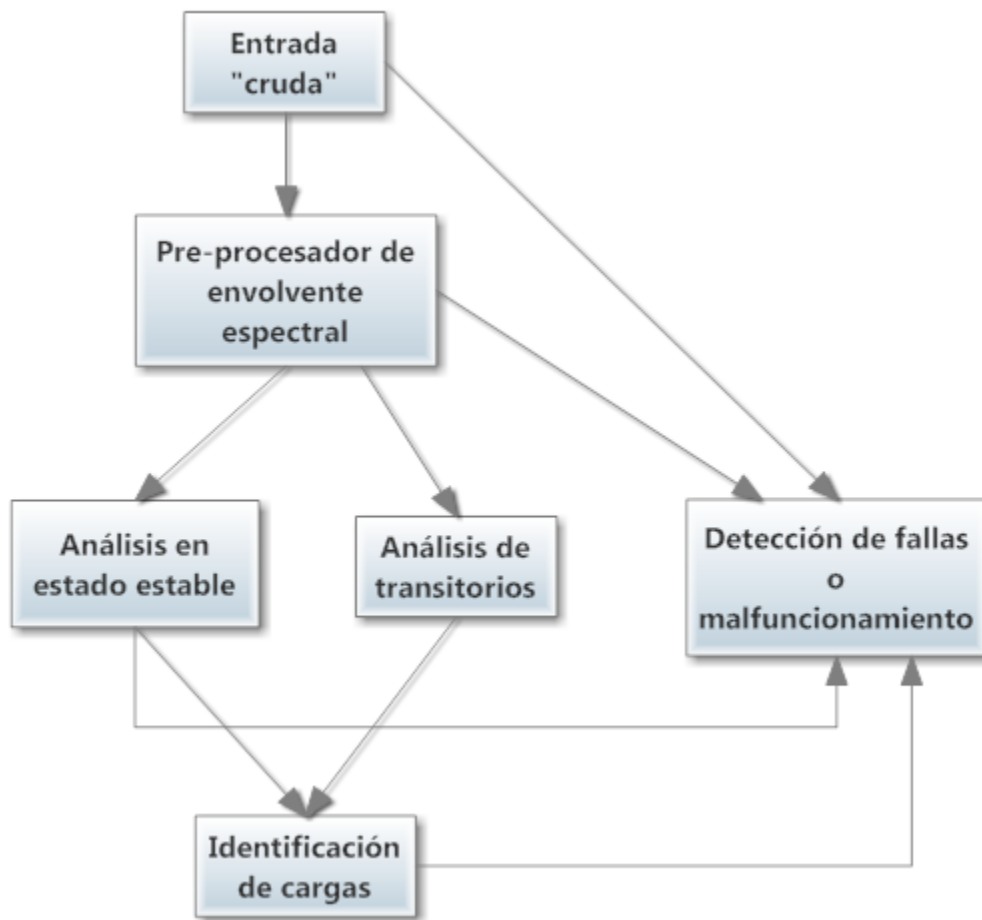 Entrada
"cruda"
Pre-procesador de
envolvente
espectral
Análisis en
estado estable
Análisis de
transitorios
Detección de fallas
o
malfuncionamiento
Identificación
de cargas